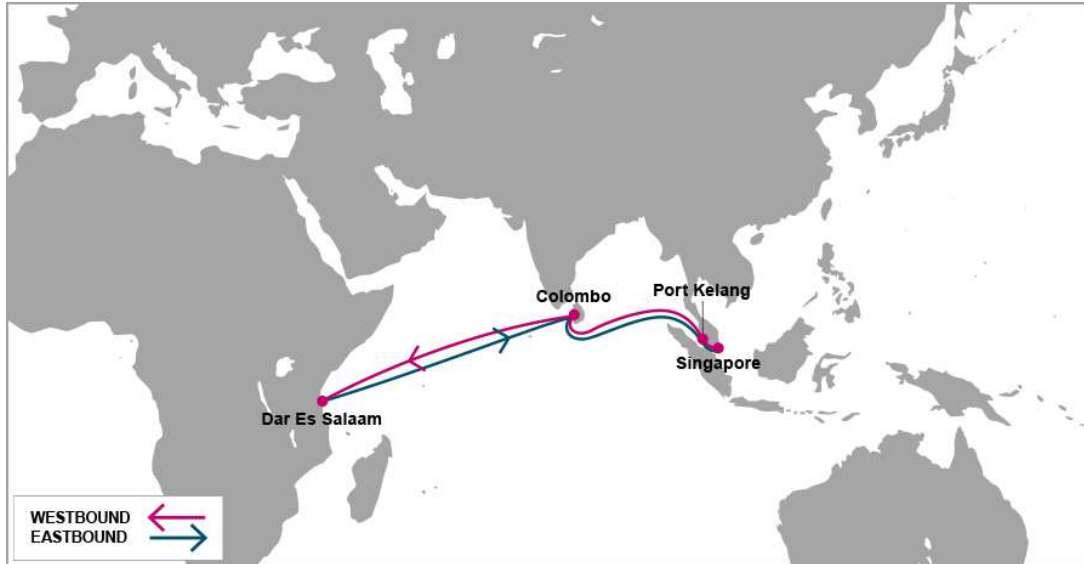 Colombo
Port Kelang
Singapore
Dar Es Salaam
WESTBOUND
EASTBOUND